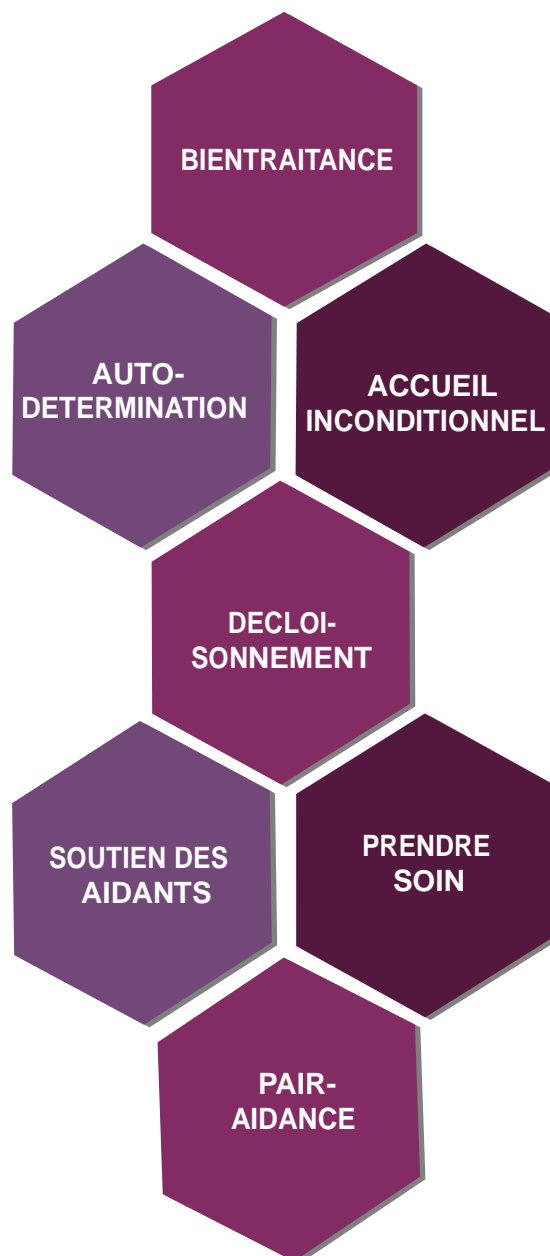 BIENTRAITANCE
AUTO-
DETERMINATION
ACCUEIL
INCONDITIONNEL
DECLOI-
SONNEMENT
SOUTIEN DES
AIDANTS
PRENDRE
SOIN
PAIR-
AIDANCE